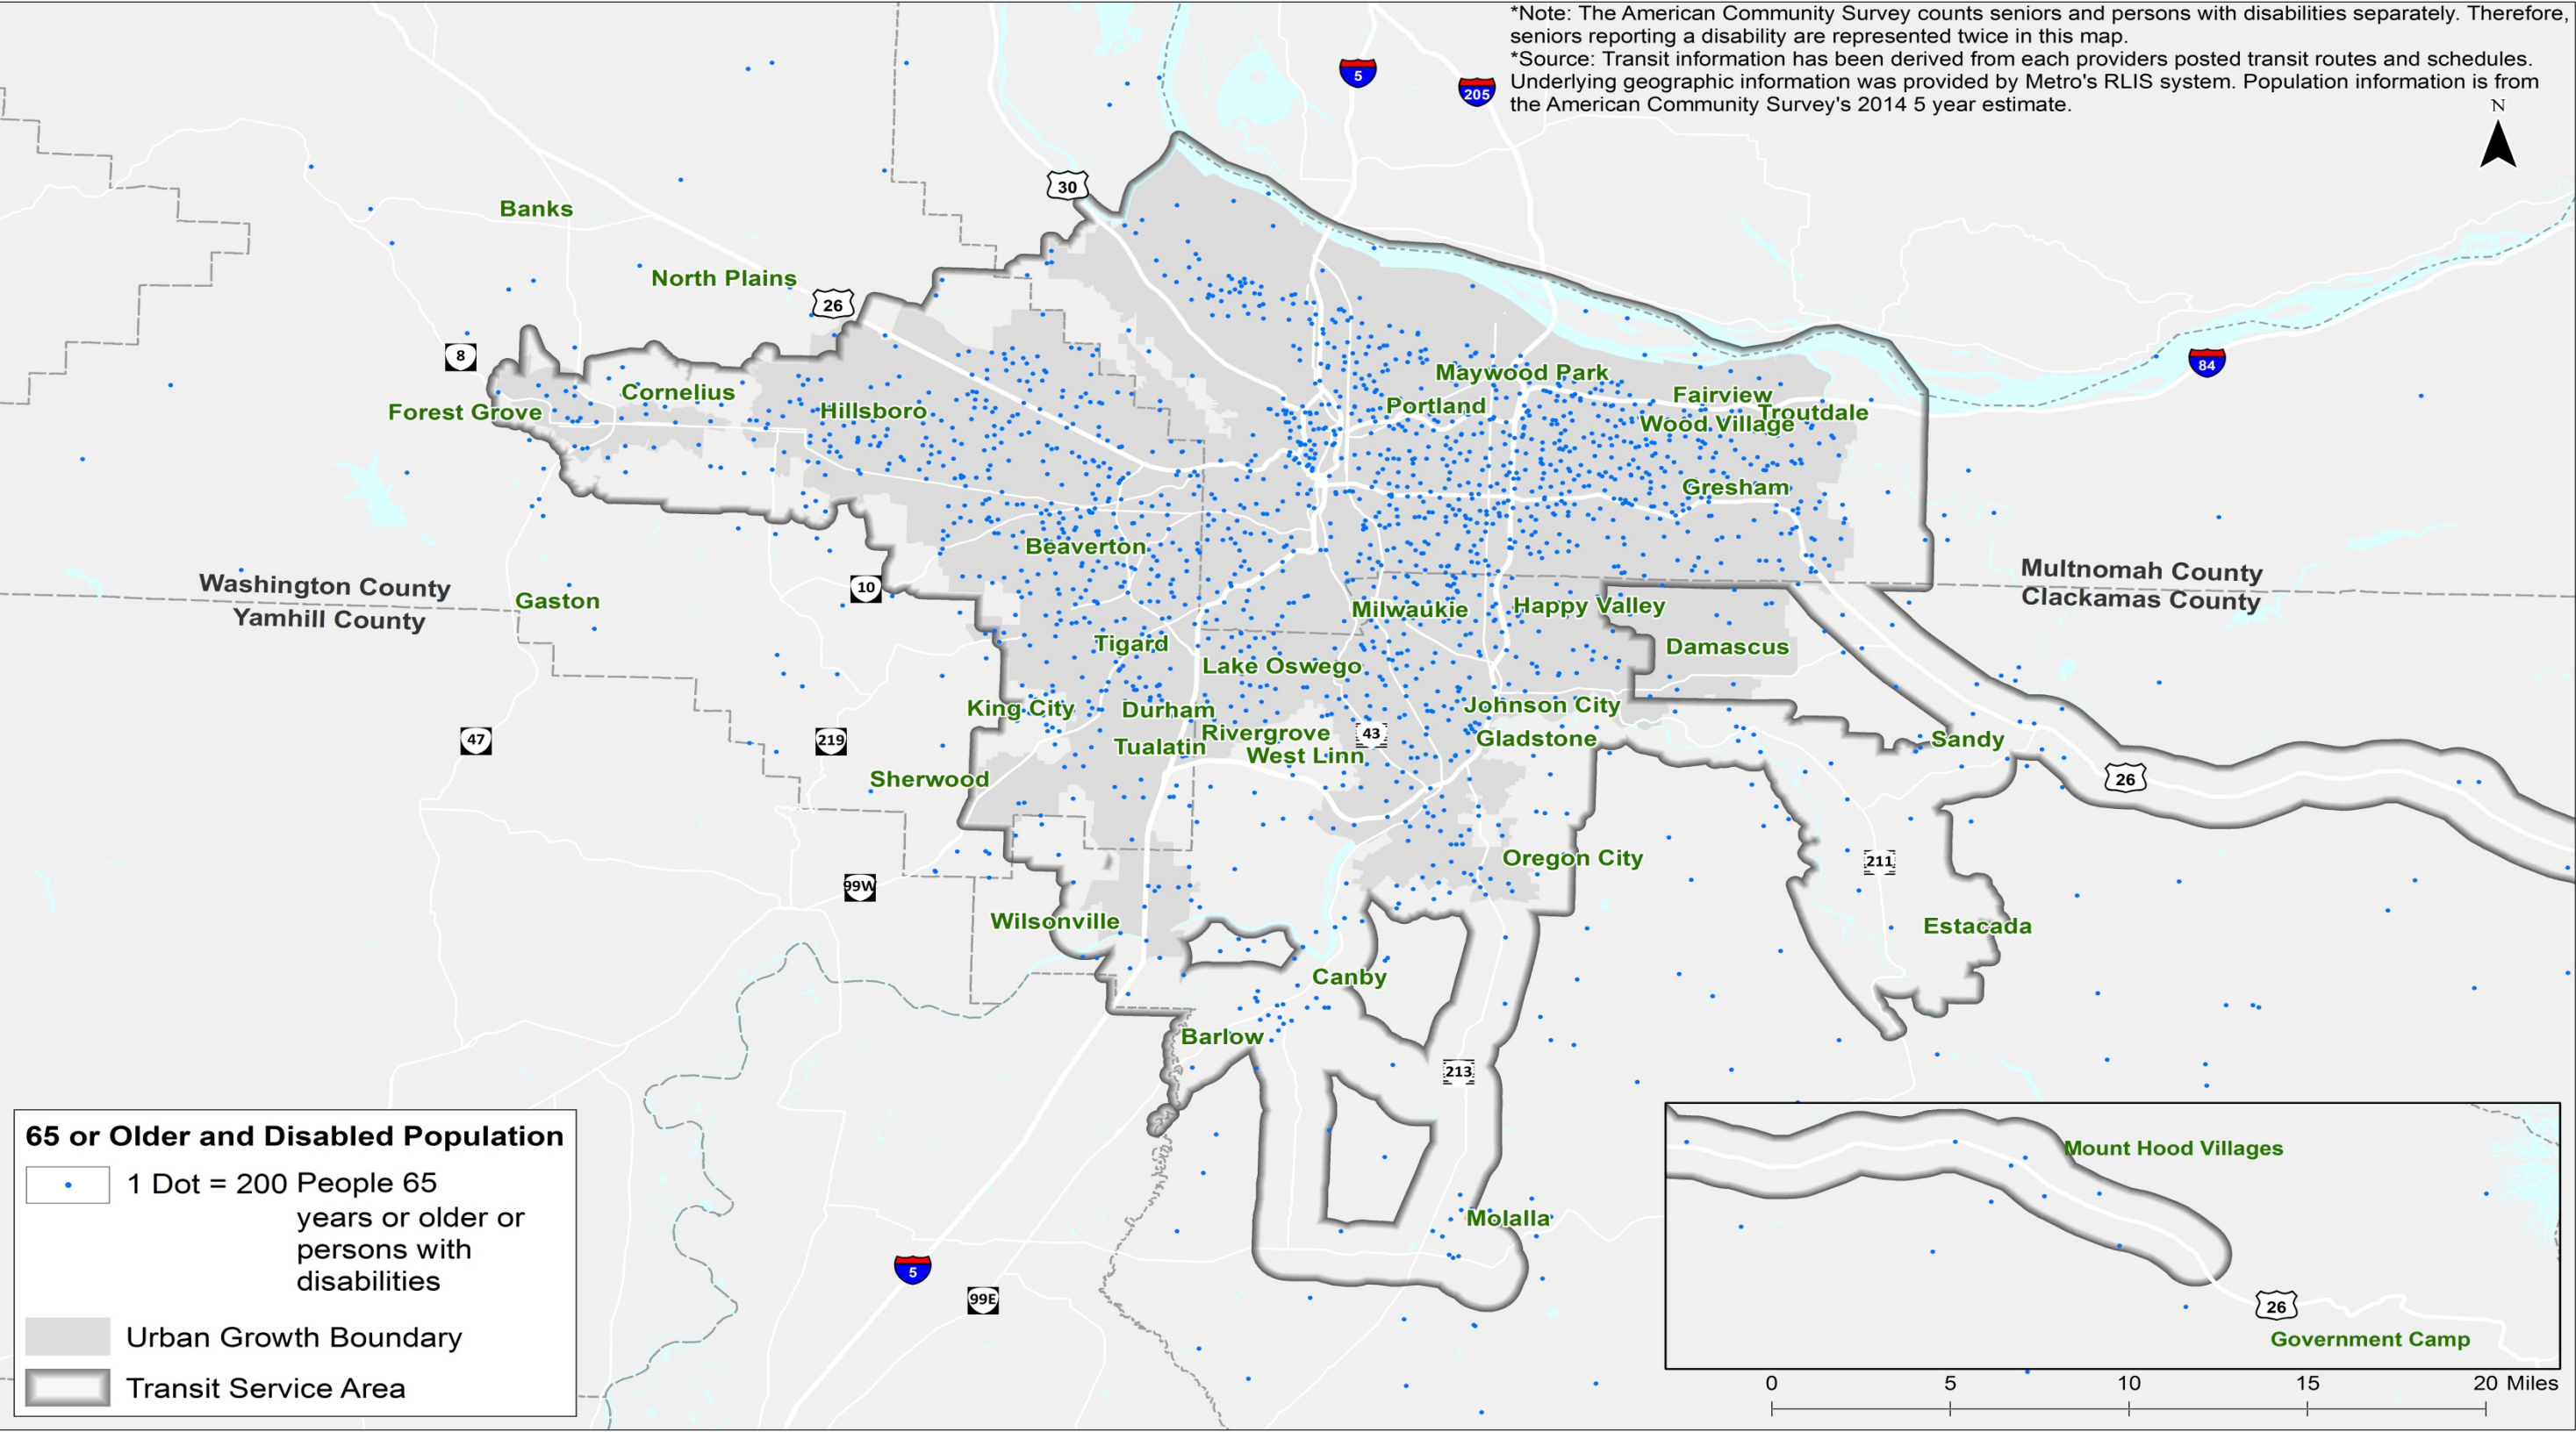 *Note: The American Community Survey counts seniors and persons with disabilities separately. Therefore,
seniors reporting a disability are represented twice in this map.
*Source: Transit information has been derived from each providers posted transit routes and schedules.
Underlying geographic information was provided by Metro's RLIS system. Population information is from
the American Community Survey's 2014 5 year estimate.
N
5
205
30
Banks
North Plains
26
8
84
Maywood Park
Cornelius
Fairview
Forest Grove
Hillsboro
Portland
Troutdale
Wood Village
Gresham
Beaverton
Washington County
Multnomah County
10
Gaston
Clackamas County
Yamhill County
Milwaukie
Happy Valley
Tigard
Damascus
Lake Oswego
King City
Durham
Johnson City
47
219
Rivergrove
43
Gladstone
Sandy
Tualatin
West Linn
Sherwood
26
Oregon City
211
99W
Wilsonville
Estacada
Canby
Barlow
213
Molalla
5
99E
65 or Older and Disabled Population
1 Dot = 200 People 65
years or older or
persons with
disabilities
Urban Growth Boundary
Transit Service Area
Mount Hood Villages
26
Government Camp
0 5 10 15 20 Miles